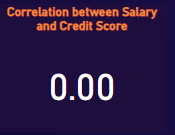 Correlation between Salary
and Credit Score
0.00